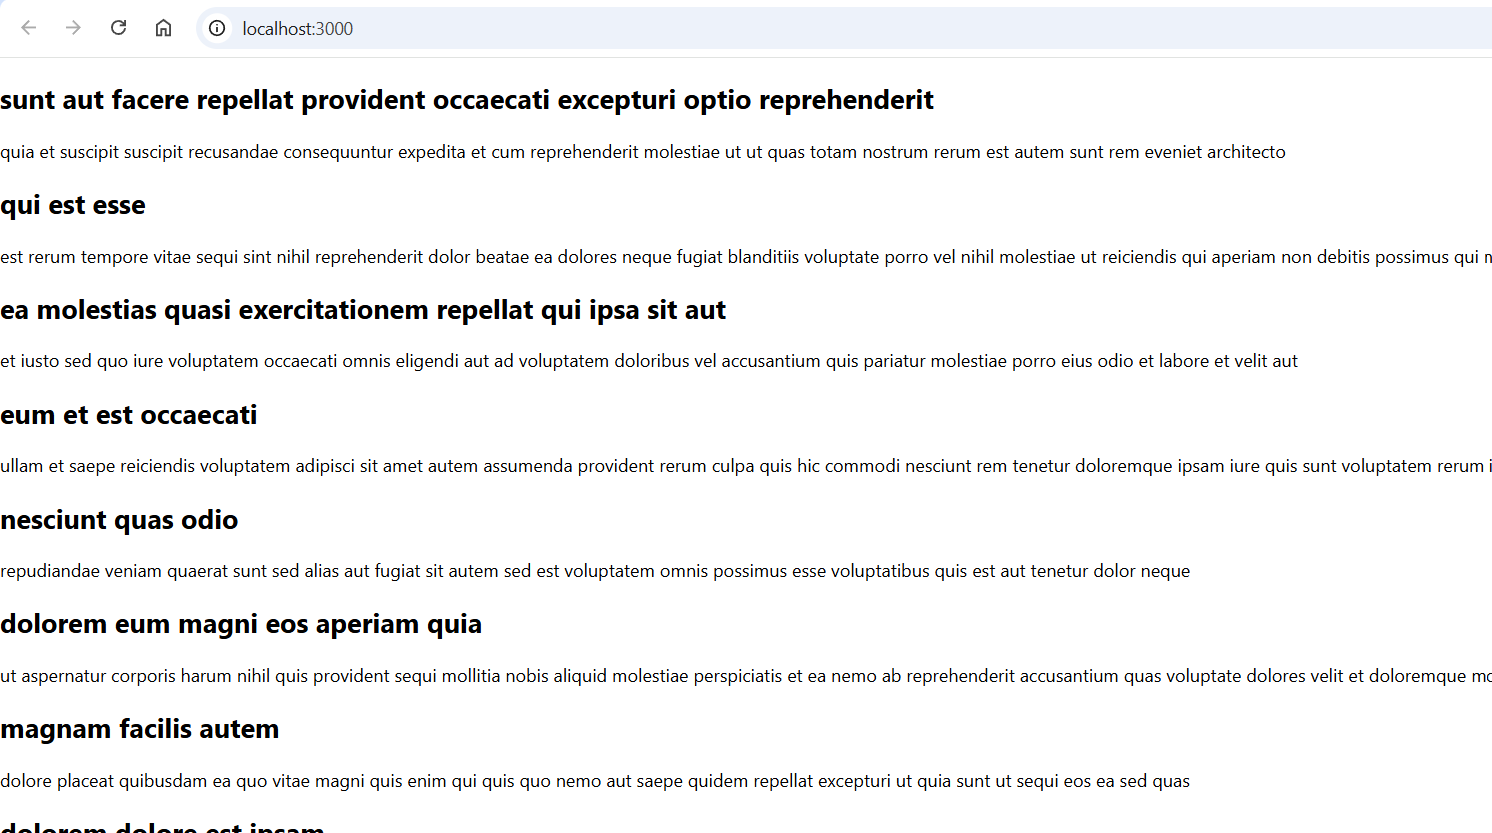 localhost:3000
sunt aut facere repellat provident occaecati excepturi optio reprehenderit
quia et suscipit suscipit recusandae consequuntur expedita et cum reprehenderit molestiae ut ut quas totam nostrum rerum est autem sunt rem eveniet architecto
qui est esse
est rerum tempore vitae sequi sint nihil reprehenderit dolor beatae ea dolores neque fugiat blanditiis voluptate porro vel nihil molestiae ut reiciendis qui aperiam non debitis possimus qui
ea molestias quasi exercitationem repellat qui ipsa sit aut
et iusto sed quo iure voluptatem occaecati omnis eligendi aut ad voluptatem doloribus vel accusantium quis pariatur molestiae porro eius odio et labore et velit aut
eum et est occaecati
ullam et saepe reiciendis voluptatem adipisci sit amet autem assumenda provident rerum culpa quis hic commodi nesciunt rem tenetur doloremque ipsam iure quis sunt voluptatem rerum
nesciunt quas odio
repudiandae veniam quaerat sunt sed alias aut fugiat sit autem sed est voluptatem omnis possimus esse voluptatibus quis est aut tenetur dolor neque
dolorem eum magni eos aperiam quia
ut aspernatur corporis harum nihil quis provident sequi mollitia nobis aliquid molestiae perspiciatis et ea nemo ab reprehenderit accusantium quas voluptate dolores velit et doloremque
magnam facilis autem
dolore placeat quibusdam ea quo vitae magni quis enim qui quis quo nemo aut saepe quidem repellat excepturi ut quia sunt ut sequi eos ea sed quas
dolorem dolore est ipsam